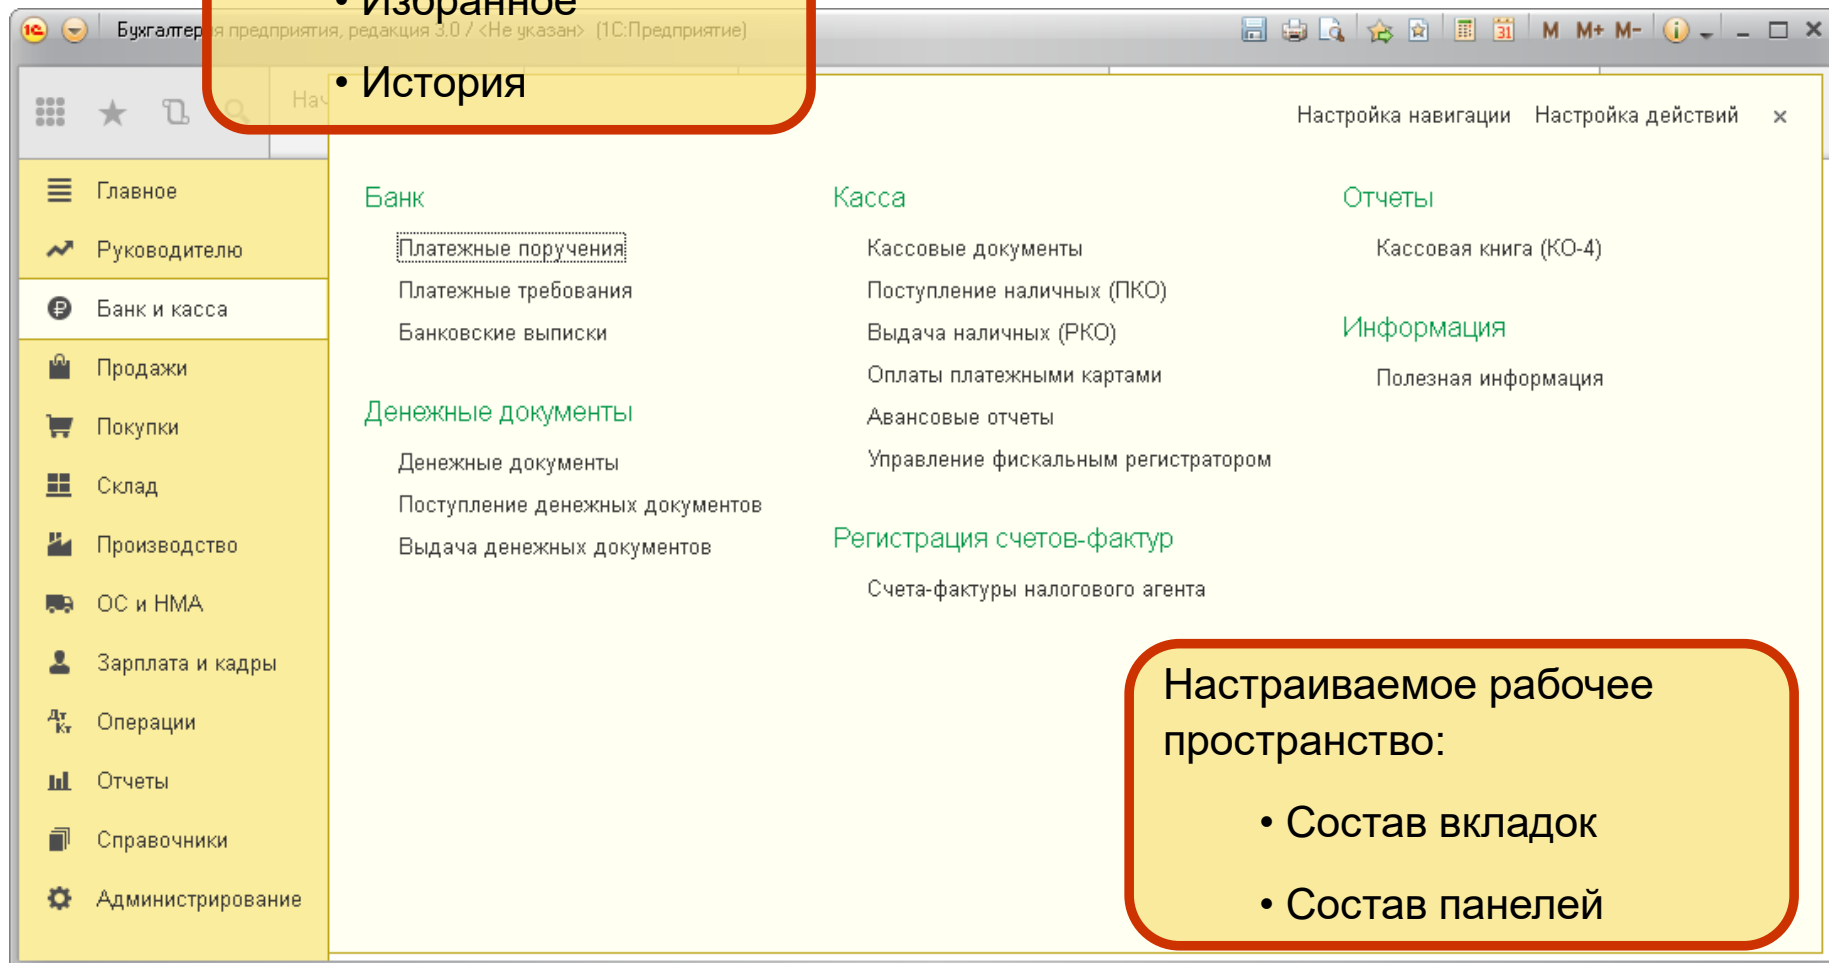 • Избранное
• История
Бухгалтерия предприятия, редакция 3.0 / <Не указан> (1С:Предприятие)
31 M M+ M-
Нач
Настройка навигации Настройка действий
Главное
Руководителю
Банк и касса
Продажи
Покупки
Склад
Производство
ОС и НМА
Зарплата и кадры
Дт Кт Операции
Отчеты
Справочники
Администрирование
Банк
Платежные поручения
Платежные требования
Банковские выписки
Денежные документы
Денежные документы
Поступление денежных документов
Выдача денежных документов
Касса
Кассовые документы
Поступление наличных (ПКО)
Выдача наличных (РКО)
Оплаты платежными картами
Авансовые отчеты
Управление фискальным регистратором
Регистрация счетов-фактур
Счета-фактуры налогового агента
Отчеты
Кассовая книга (КО-4)
Информация
Полезная информация
Настраиваемое рабочее
пространство:
• Состав вкладок
• Состав панелей